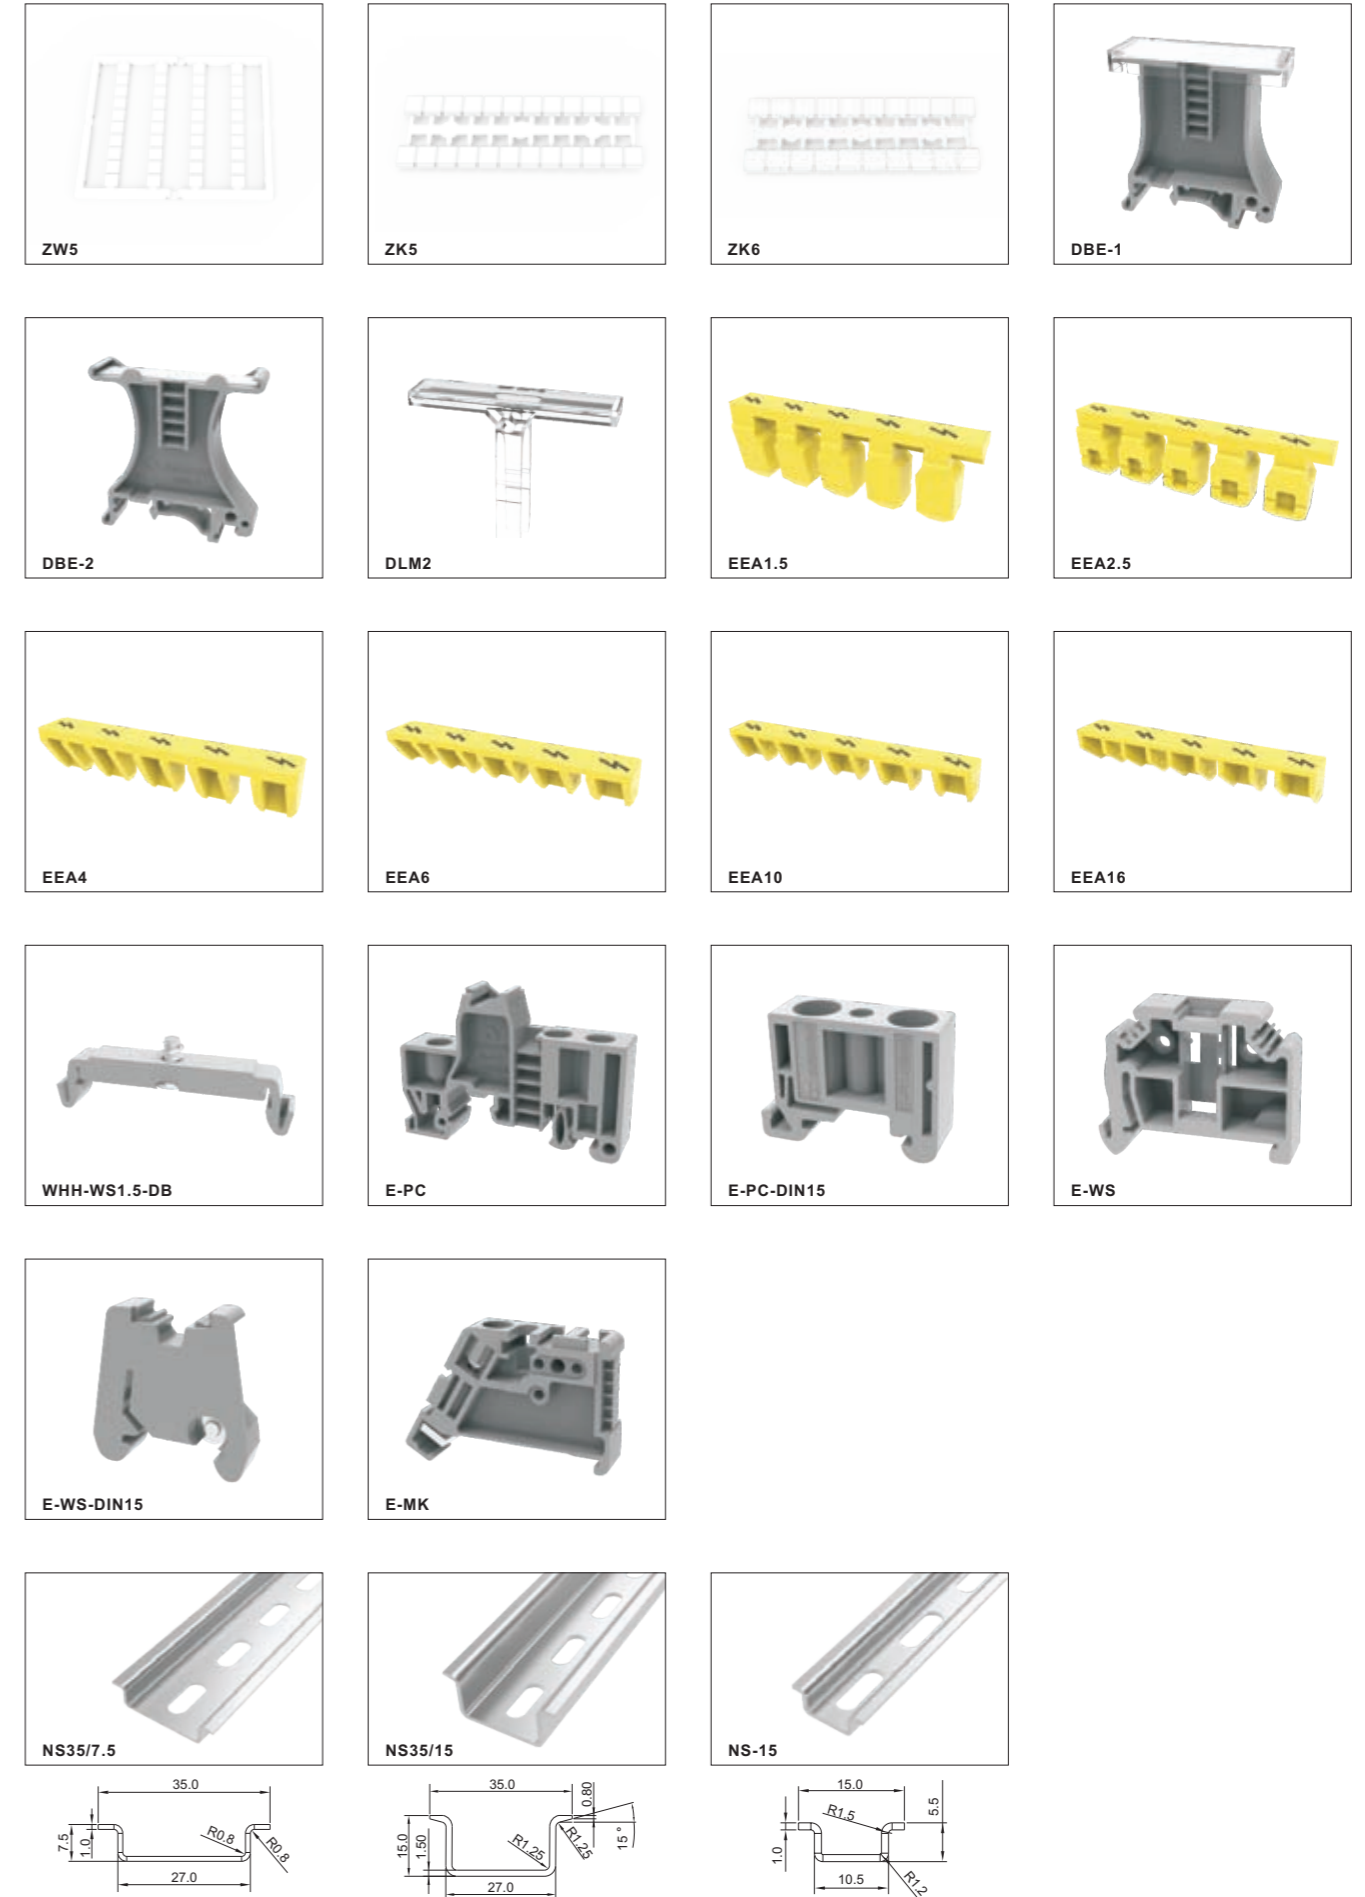 ZW5
ZK5
ZK6
DBE-1
DBE-2
DLM2
EEA1.5
EEA2.5
EEA4
EEA6
EEA10
EEA16
WHH-WS1.5-DB
E-PC
E-PC-DIN15
E-WS
E-WS-DIN15
E-MK
NS35/7.5
NS35/15
NS-15
35.0
7.5
1.0
R0.8
R0.8
27.0
35.0
0.80
15.0
1.50
R1.25
R1.25
15 °
27.0
15.0
5.5
R1.5
1.0
10.5
R1.2